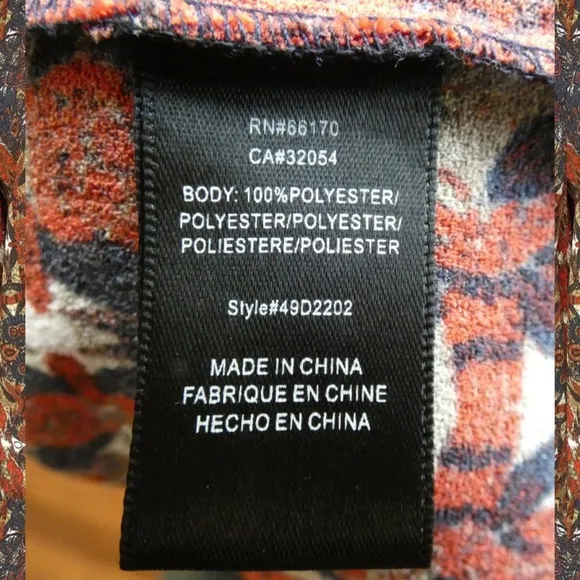 RN#66170
CA#32054
BODY: 100%POLYESTER/
POLYESTER/POLYESTER/
POLIESTERE/POLIESTER
Style#49D2202
MADE IN CHINA
FABRIQUE EN CHINE
HECHO EN CHINA